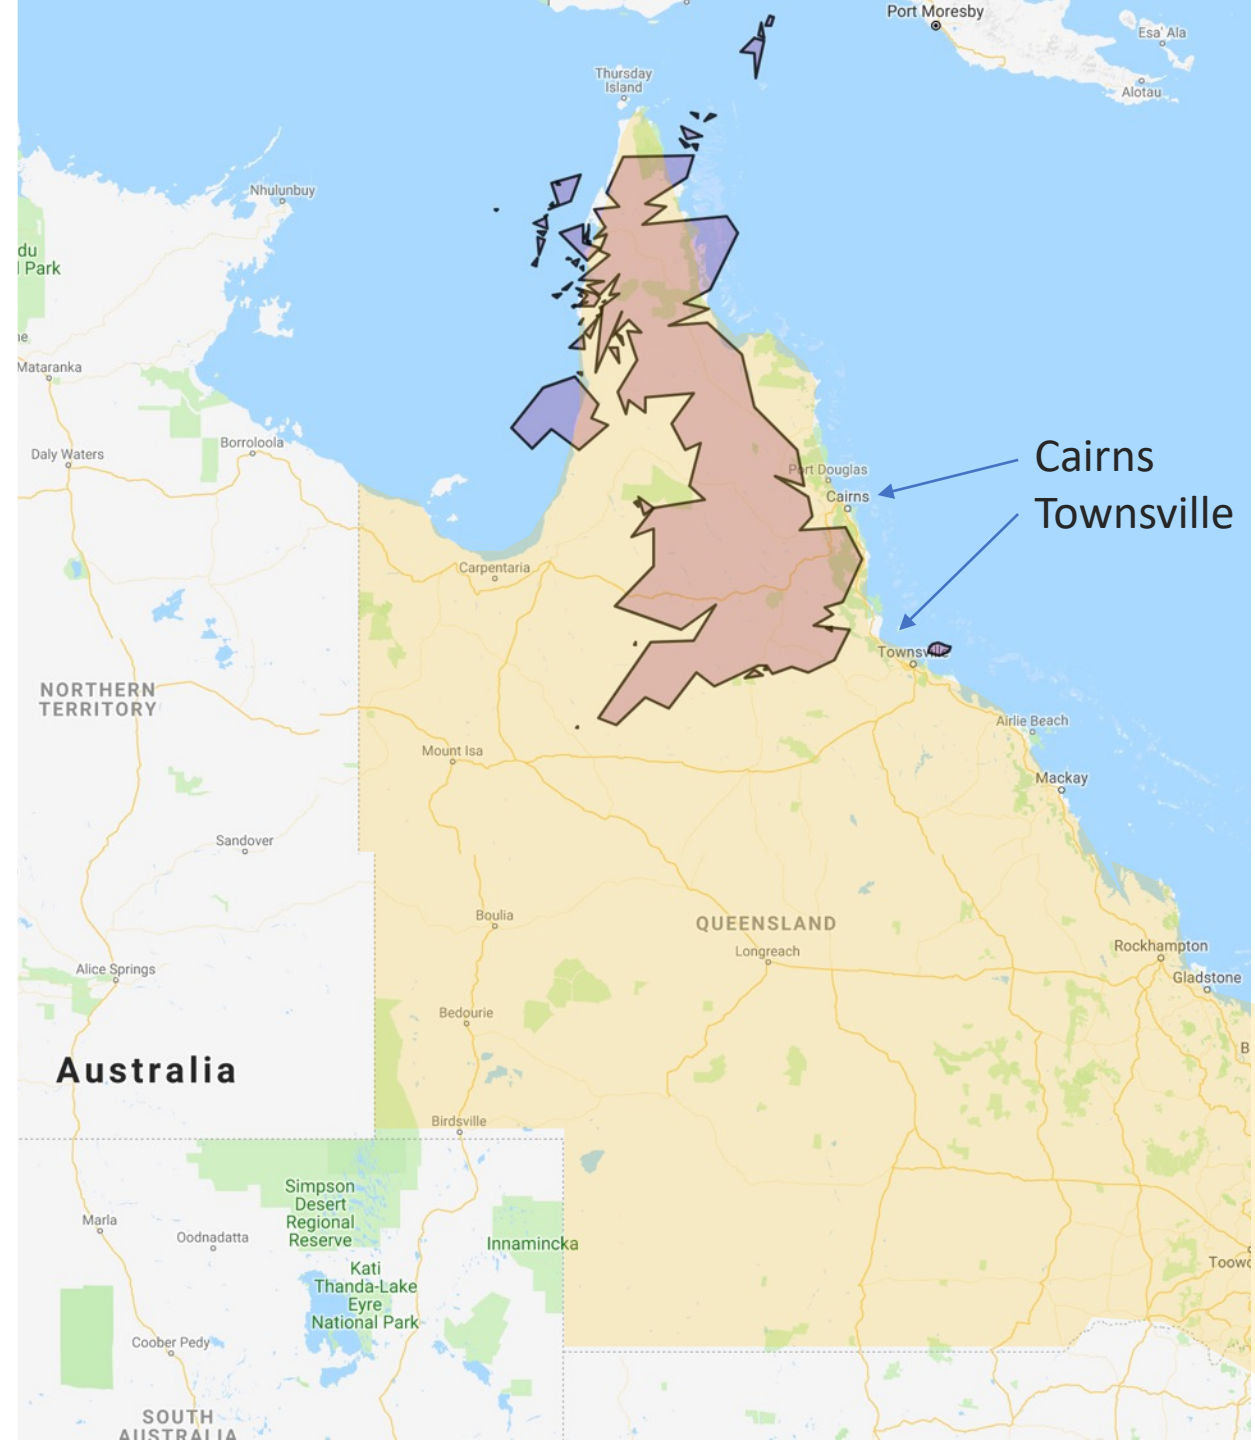 Port Moresby
Esa' Ala
Thursday
Island
Alotau
Nhulunbuy
du
l Park
ne
Mataranka
Borroloola
Daly Waters
Port Douglas
Cairns
Cairns
Townsville
Carpentaria
Townsville
NORTHERN
TERRITORY
Airlie Beach
Mount Isa
Mackay
Sandover
Boulia
QUEENSLAND
Longreach
Rockhampton
Gladstone
Alice Springs
Bedourie
B
Australia
Birdsville
Simpson
Desert
Regional
Reserve
Marla
Oodnadatta
Innamincka
Toowo
Kati
Thanda-Lake
Eyre
National Park
Coober Pedy
SOUTH
AUSTRALIA